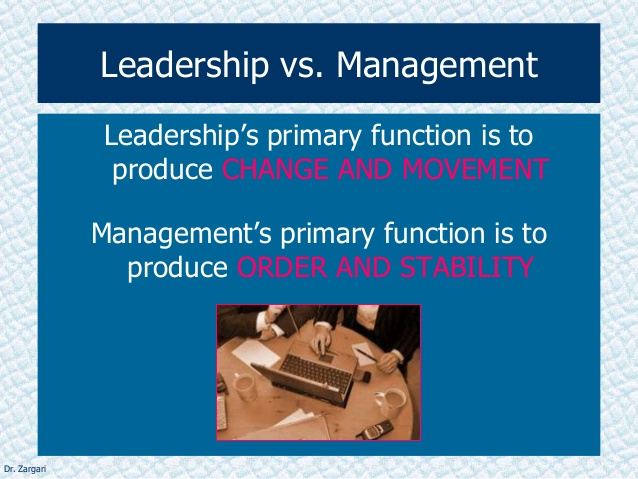 Leadership vs. Management
Leadership’s primary function is to
produce CHANGE AND MOVEMENT
Management’s primary function is to
produce ORDER AND STABILITY
Dr. Zargari